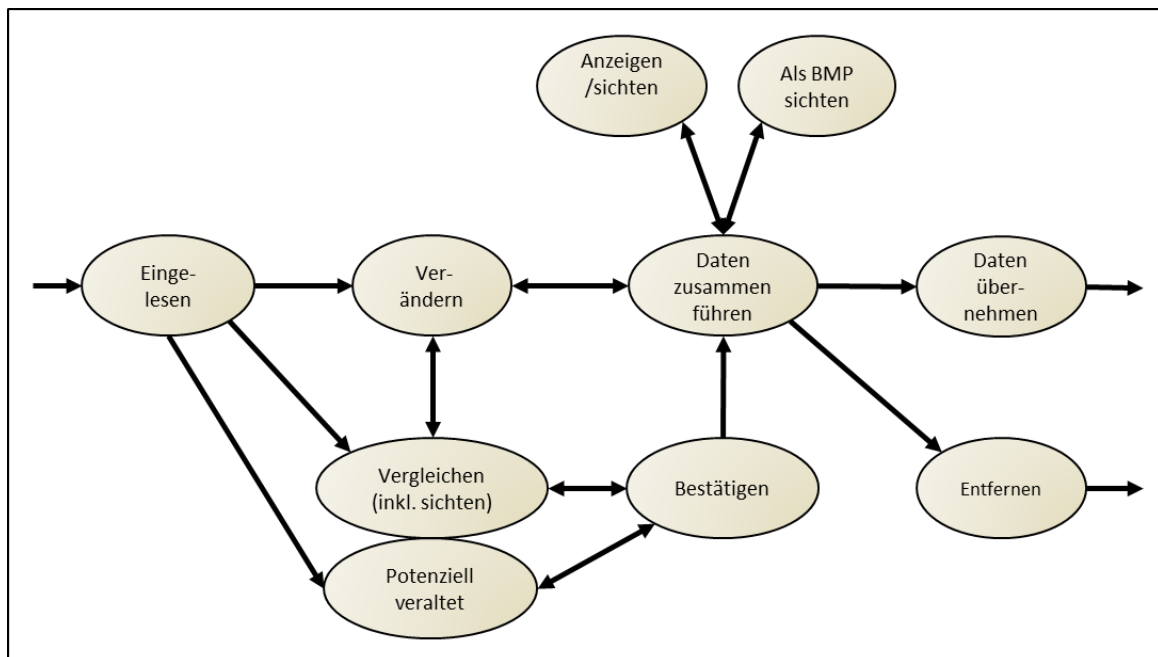 Anzeigen
/sichten
Als BMP
sichten
Einge-
lesen
Ver-
ändern
Daten
zusammen
führen
Daten
über-
nehmen
Vergleichen
(inkl. sichten)
Bestätigen
Entfernen
Potenziell
veraltet